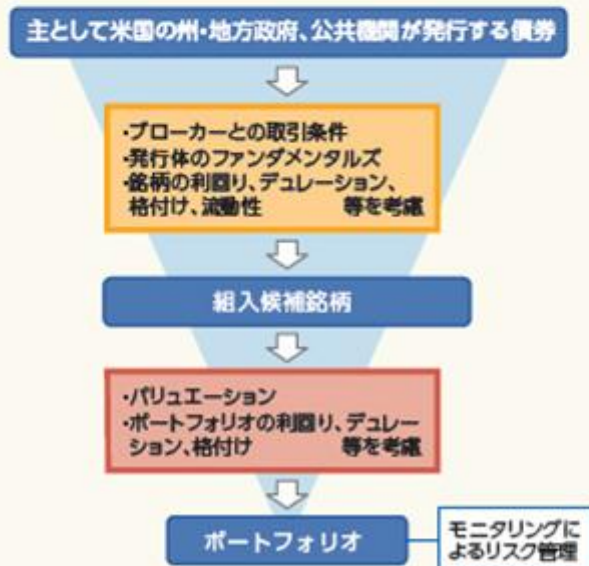 主として米国の州・地方政府、公共機関が発行する債券
・ブローカーとの取引条件
・発行体のファンダメンタルズ
・銘柄の利回り、デュレーション、
格付け、流動性 等を考慮
組入候補銘柄
・バリュエーション
・ポートフォリオの利回り、デュレー
ション、格付け 等を考慮
ポートフォリオ
モニタリングに
よるリスク管理